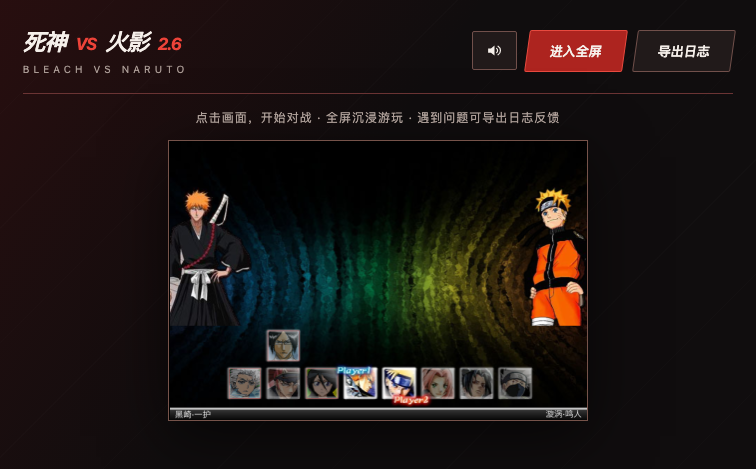 死神 VS 火影 2.6
BLEACH VS NARUTO
进入全屏
导出日志
点击画面，开始对战 · 全屏沉浸游玩 · 遇到问题可导出日志反馈
Player1
Player2
黑崎·一护
漩涡·鸣人